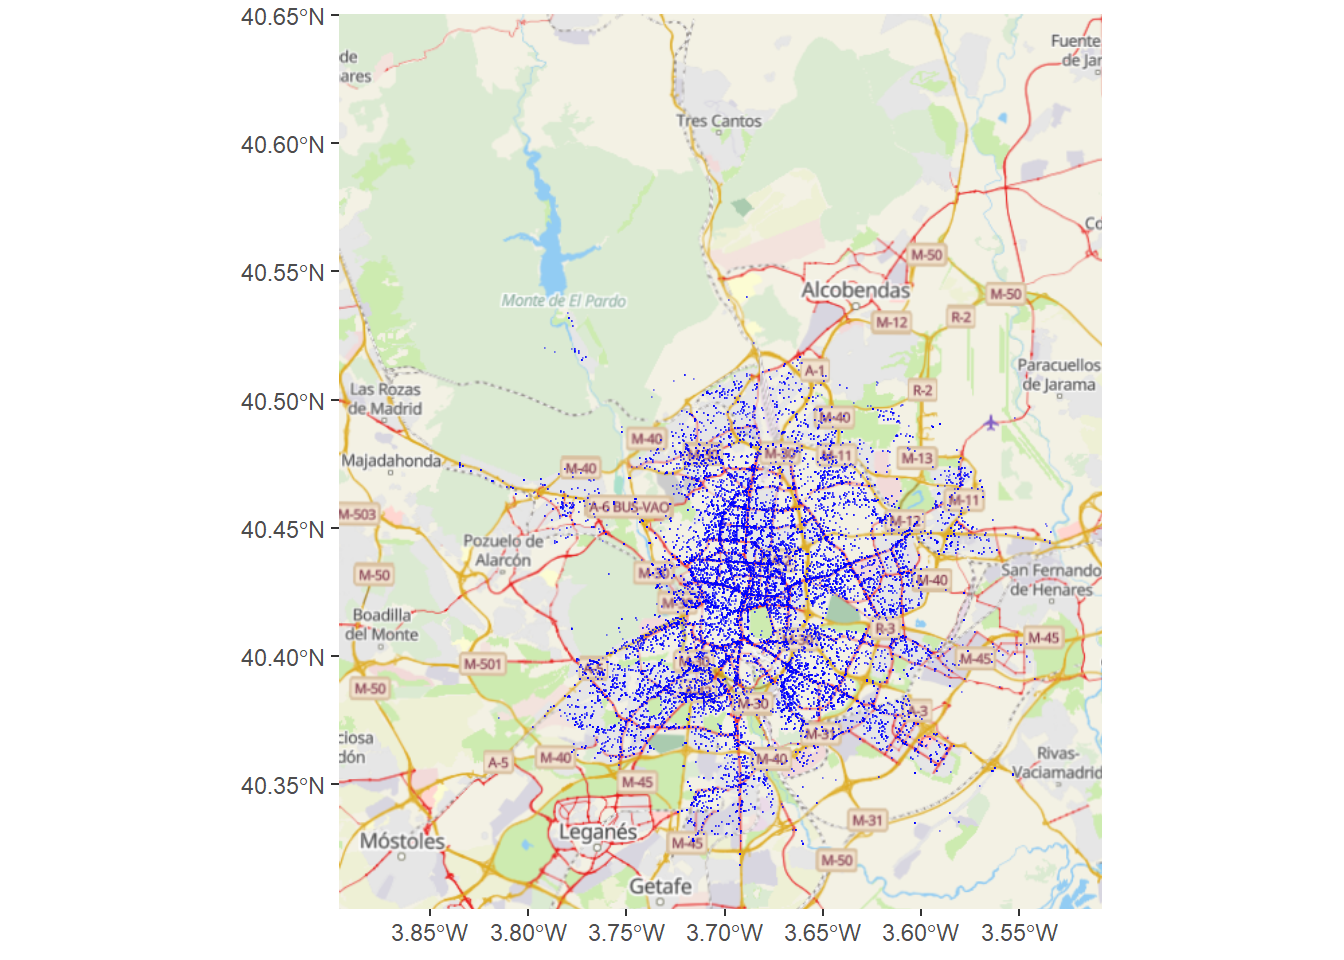 40.65°N
Fuente
de Jar
de
ares
Tres Cantos
40.60°N
Cd
M-50
40.55°N
Alcobendas
M-50
Monte de El Pardo
R-2
M-12
Paracuellos
de Jarama
A-1
Las Rozas
de Madrid
R-2
40.50°N
M-40
M-40
M-11
M-13
Majadahonda
M-40
M-11
A-6 BUS-VAO
M-503
M-12
40.45°N
Pozuelo de
Alarcón
M-50
M-30
M-40
San Fernando
de Henares
Boadilla
del Monte
R-3
M-45
40.40°N
M-501
M-45
M-50
M-30
A-3
M-31
ciosa
dón
M-40
M-40
A-5
Rivas-
Vaciamadrid
40.35°N
M-45
M-31
Móstoles
Leganés
M-45
M-50
Getafe
3.85°W
3.80°W
3.75°W
3.70°W
3.65°W
3.60°W
3.55°W